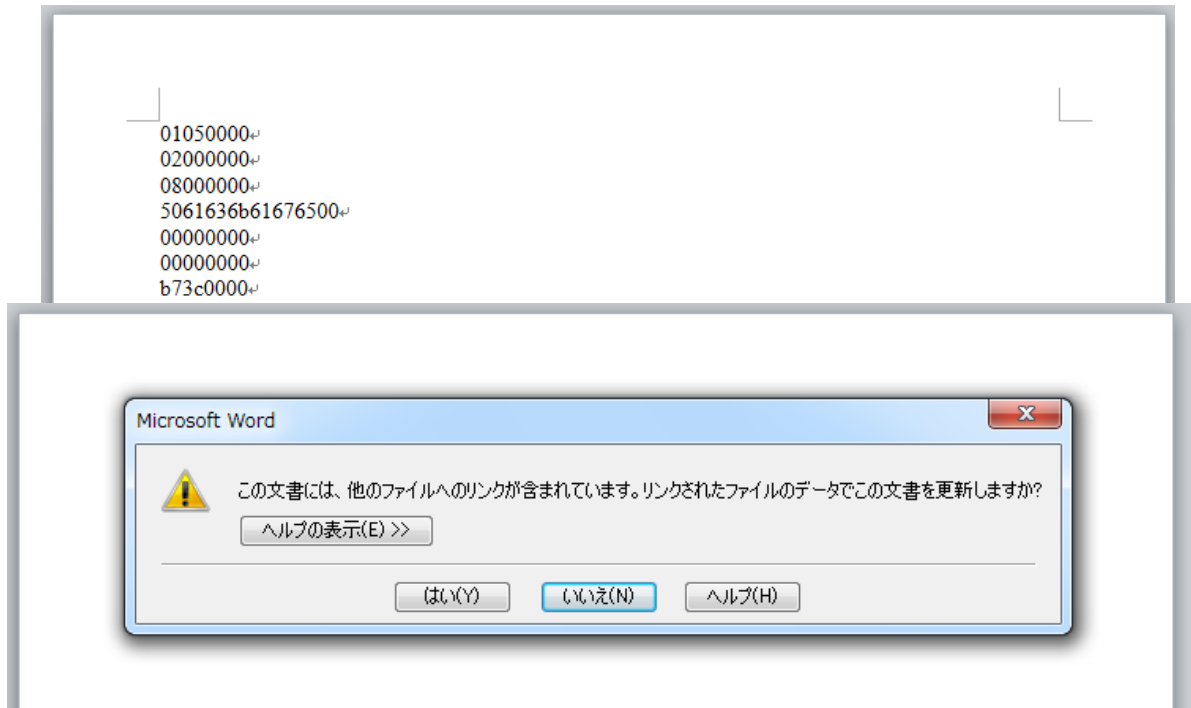 01050000↵
02000000↵
08000000↵
5061636b61676500↵
00000000↵
00000000↵
b73c0000↵
Microsoft Word
この文書には、他のファイルへのリンクが含まれています。リンクされたファイルのデータでこの文書を更新しますか?
ヘルプの表示(E) >>
はい(Y) いいえ(N) ヘルプ(H)